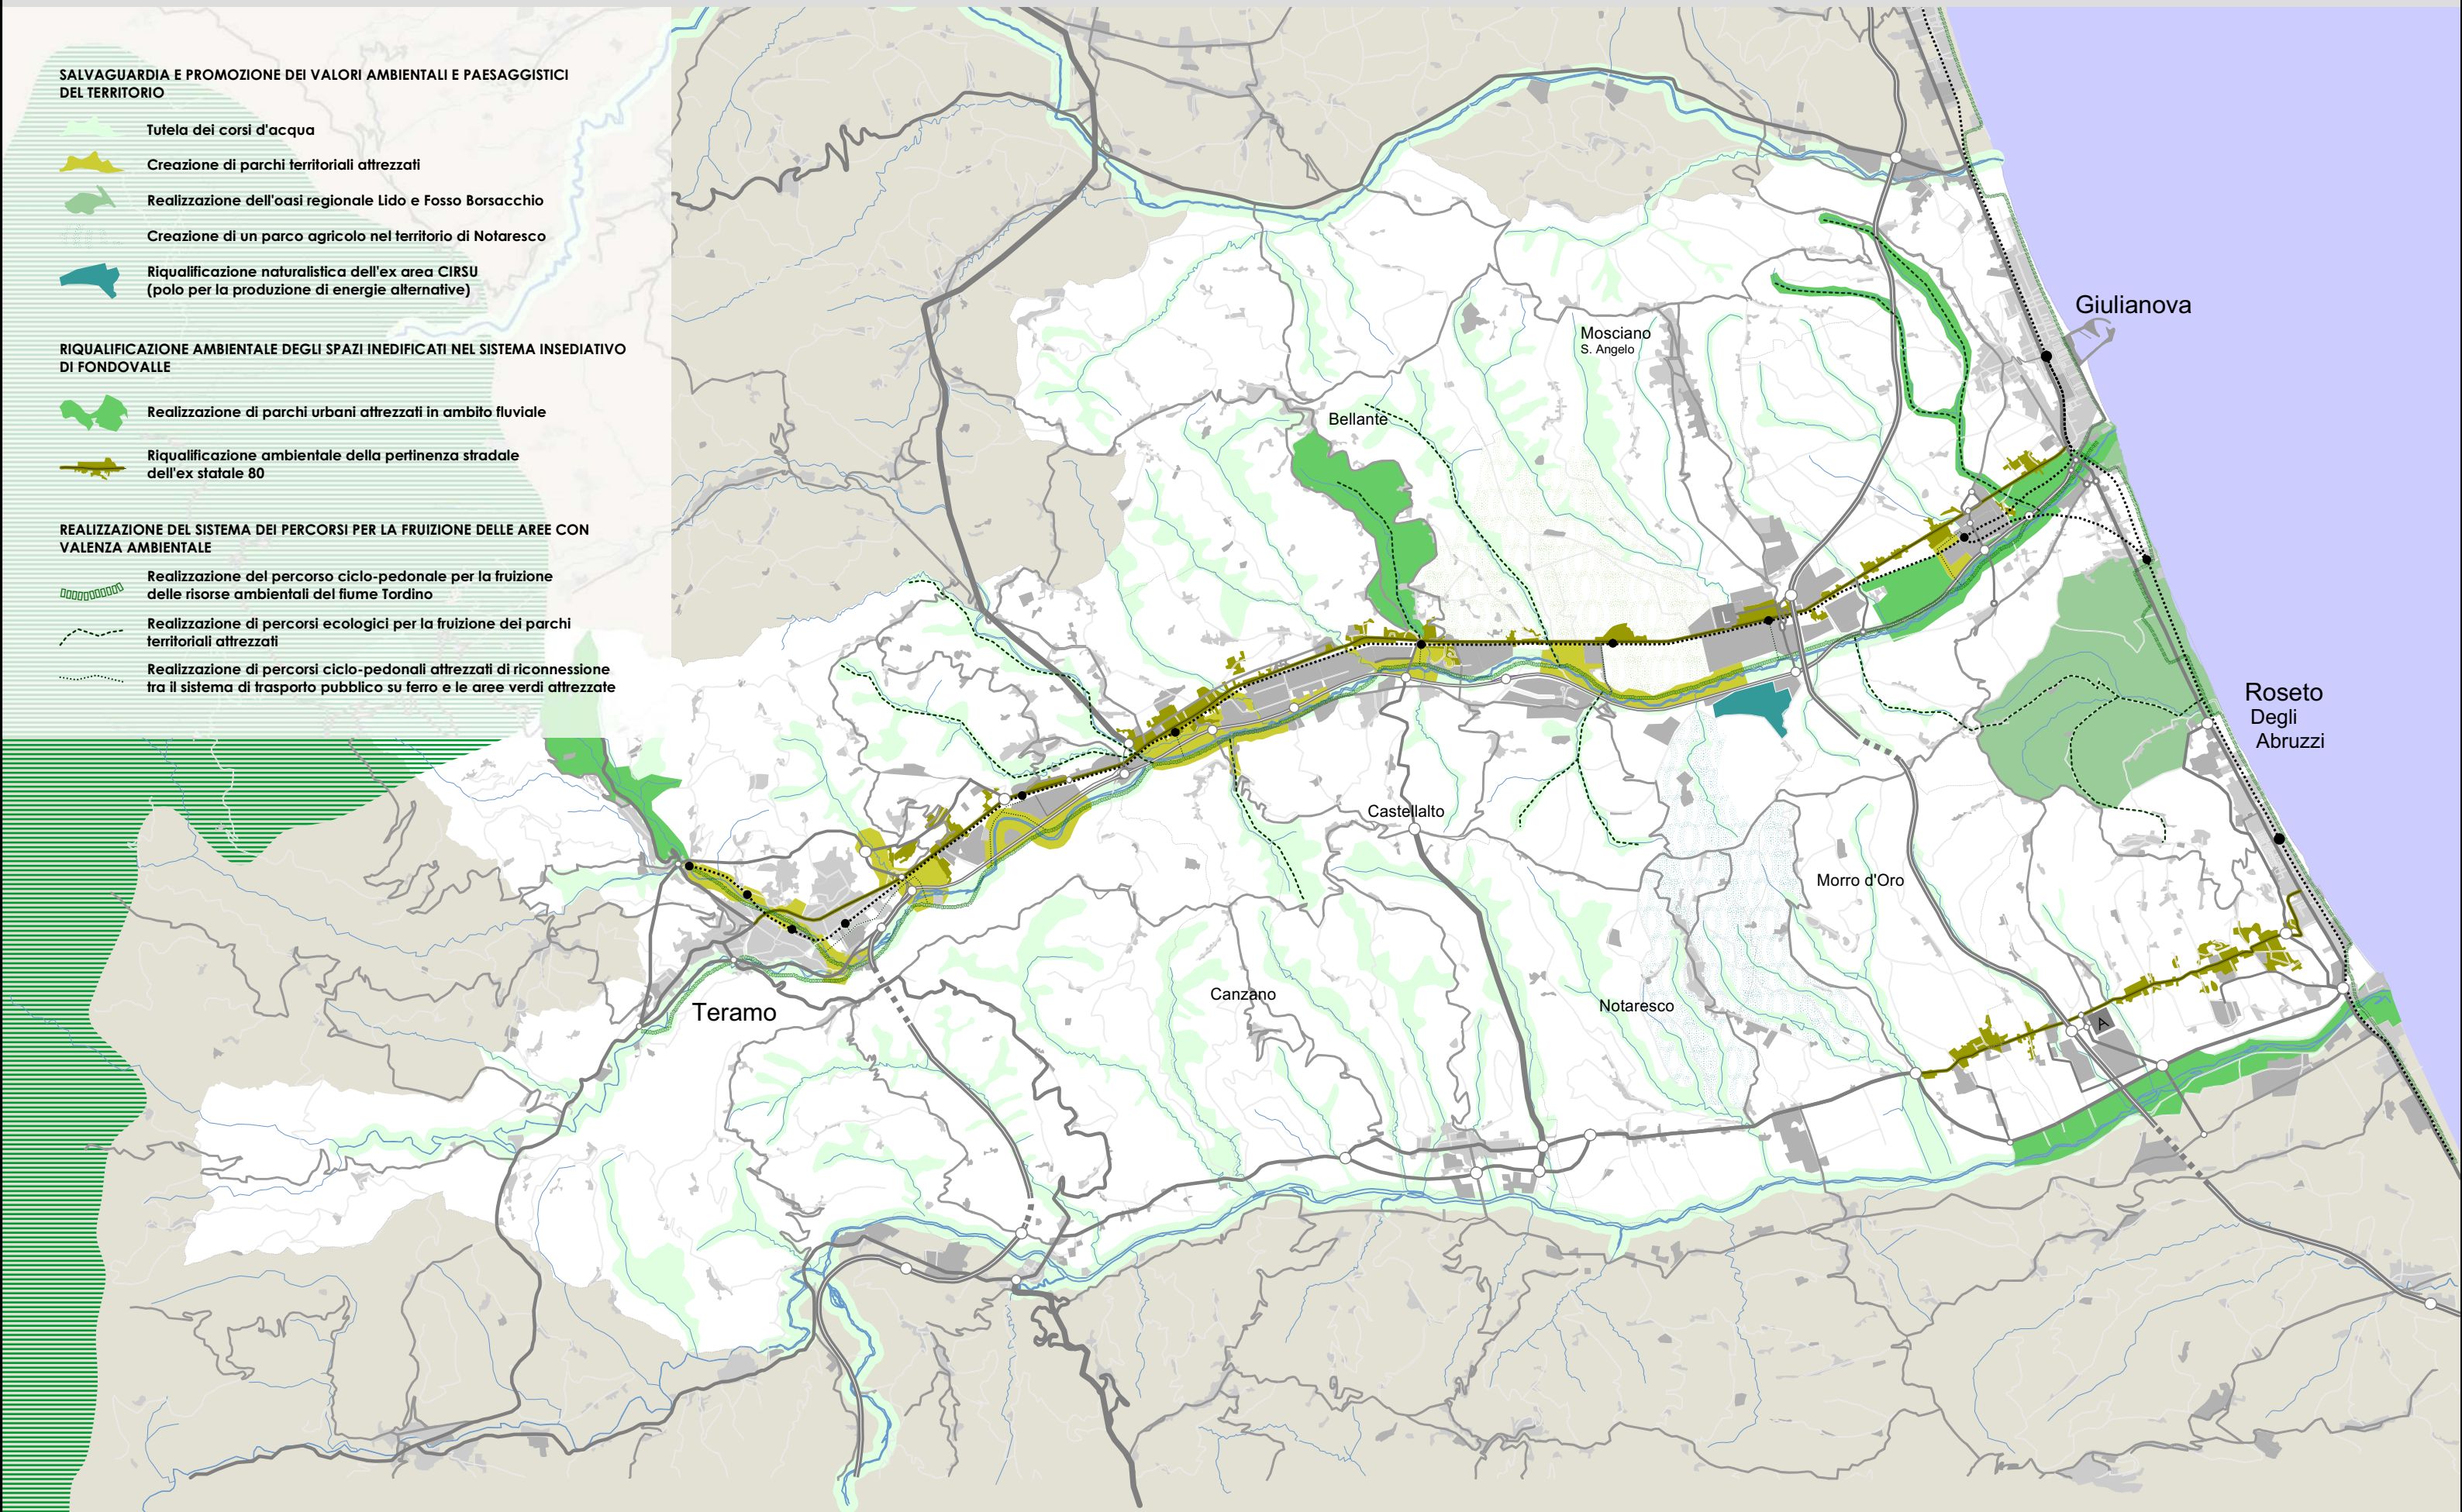 SALVAGUARDIA E PROMOZIONE DEI VALORI AMBIENTALI E PAESAGGISTICI
DEL TERRITORIO
Tutela dei corsi d'acqua
Creazione di parchi territoriali attrezzati
Realizzazione dell'oasi regionale Lido e Fosso Borsacchio
Creazione di un parco agricolo nel territorio di Notaresco
Riqualificazione naturalistica dell'ex area CIRSU
(polo per la produzione di energie alternative)
RIQUALIFICAZIONE AMBIENTALE DEGLI SPAZI INEDIFICATI NEL SISTEMA INSEDIATIVO
DI FONDOVALLE
Realizzazione di parchi urbani attrezzati in ambito fluviale
Riqualificazione ambientale della pertinenza stradale
dell'ex statale 80
REALIZZAZIONE DEL SISTEMA DEI PERCORSI PER LA FRUIZIONE DELLE AREE CON
VALENZA AMBIENTALE
Realizzazione del percorso ciclo-pedonale per la fruizione
delle risorse ambientali del fiume Tordino
Realizzazione di percorsi ecologici per la fruizione dei parchi
territoriali attrezzati
Realizzazione di percorsi ciclo-pedonali attrezzati di riconnessione
tra il sistema di trasporto pubblico su ferro e le aree verdi attrezzate
Giulianova
Mosciano
S. Angelo
Bellante
Roseto
Degli
Abruzzi
Castellalto
Morro d'Oro
Canzano
Notaresco
Teramo
A